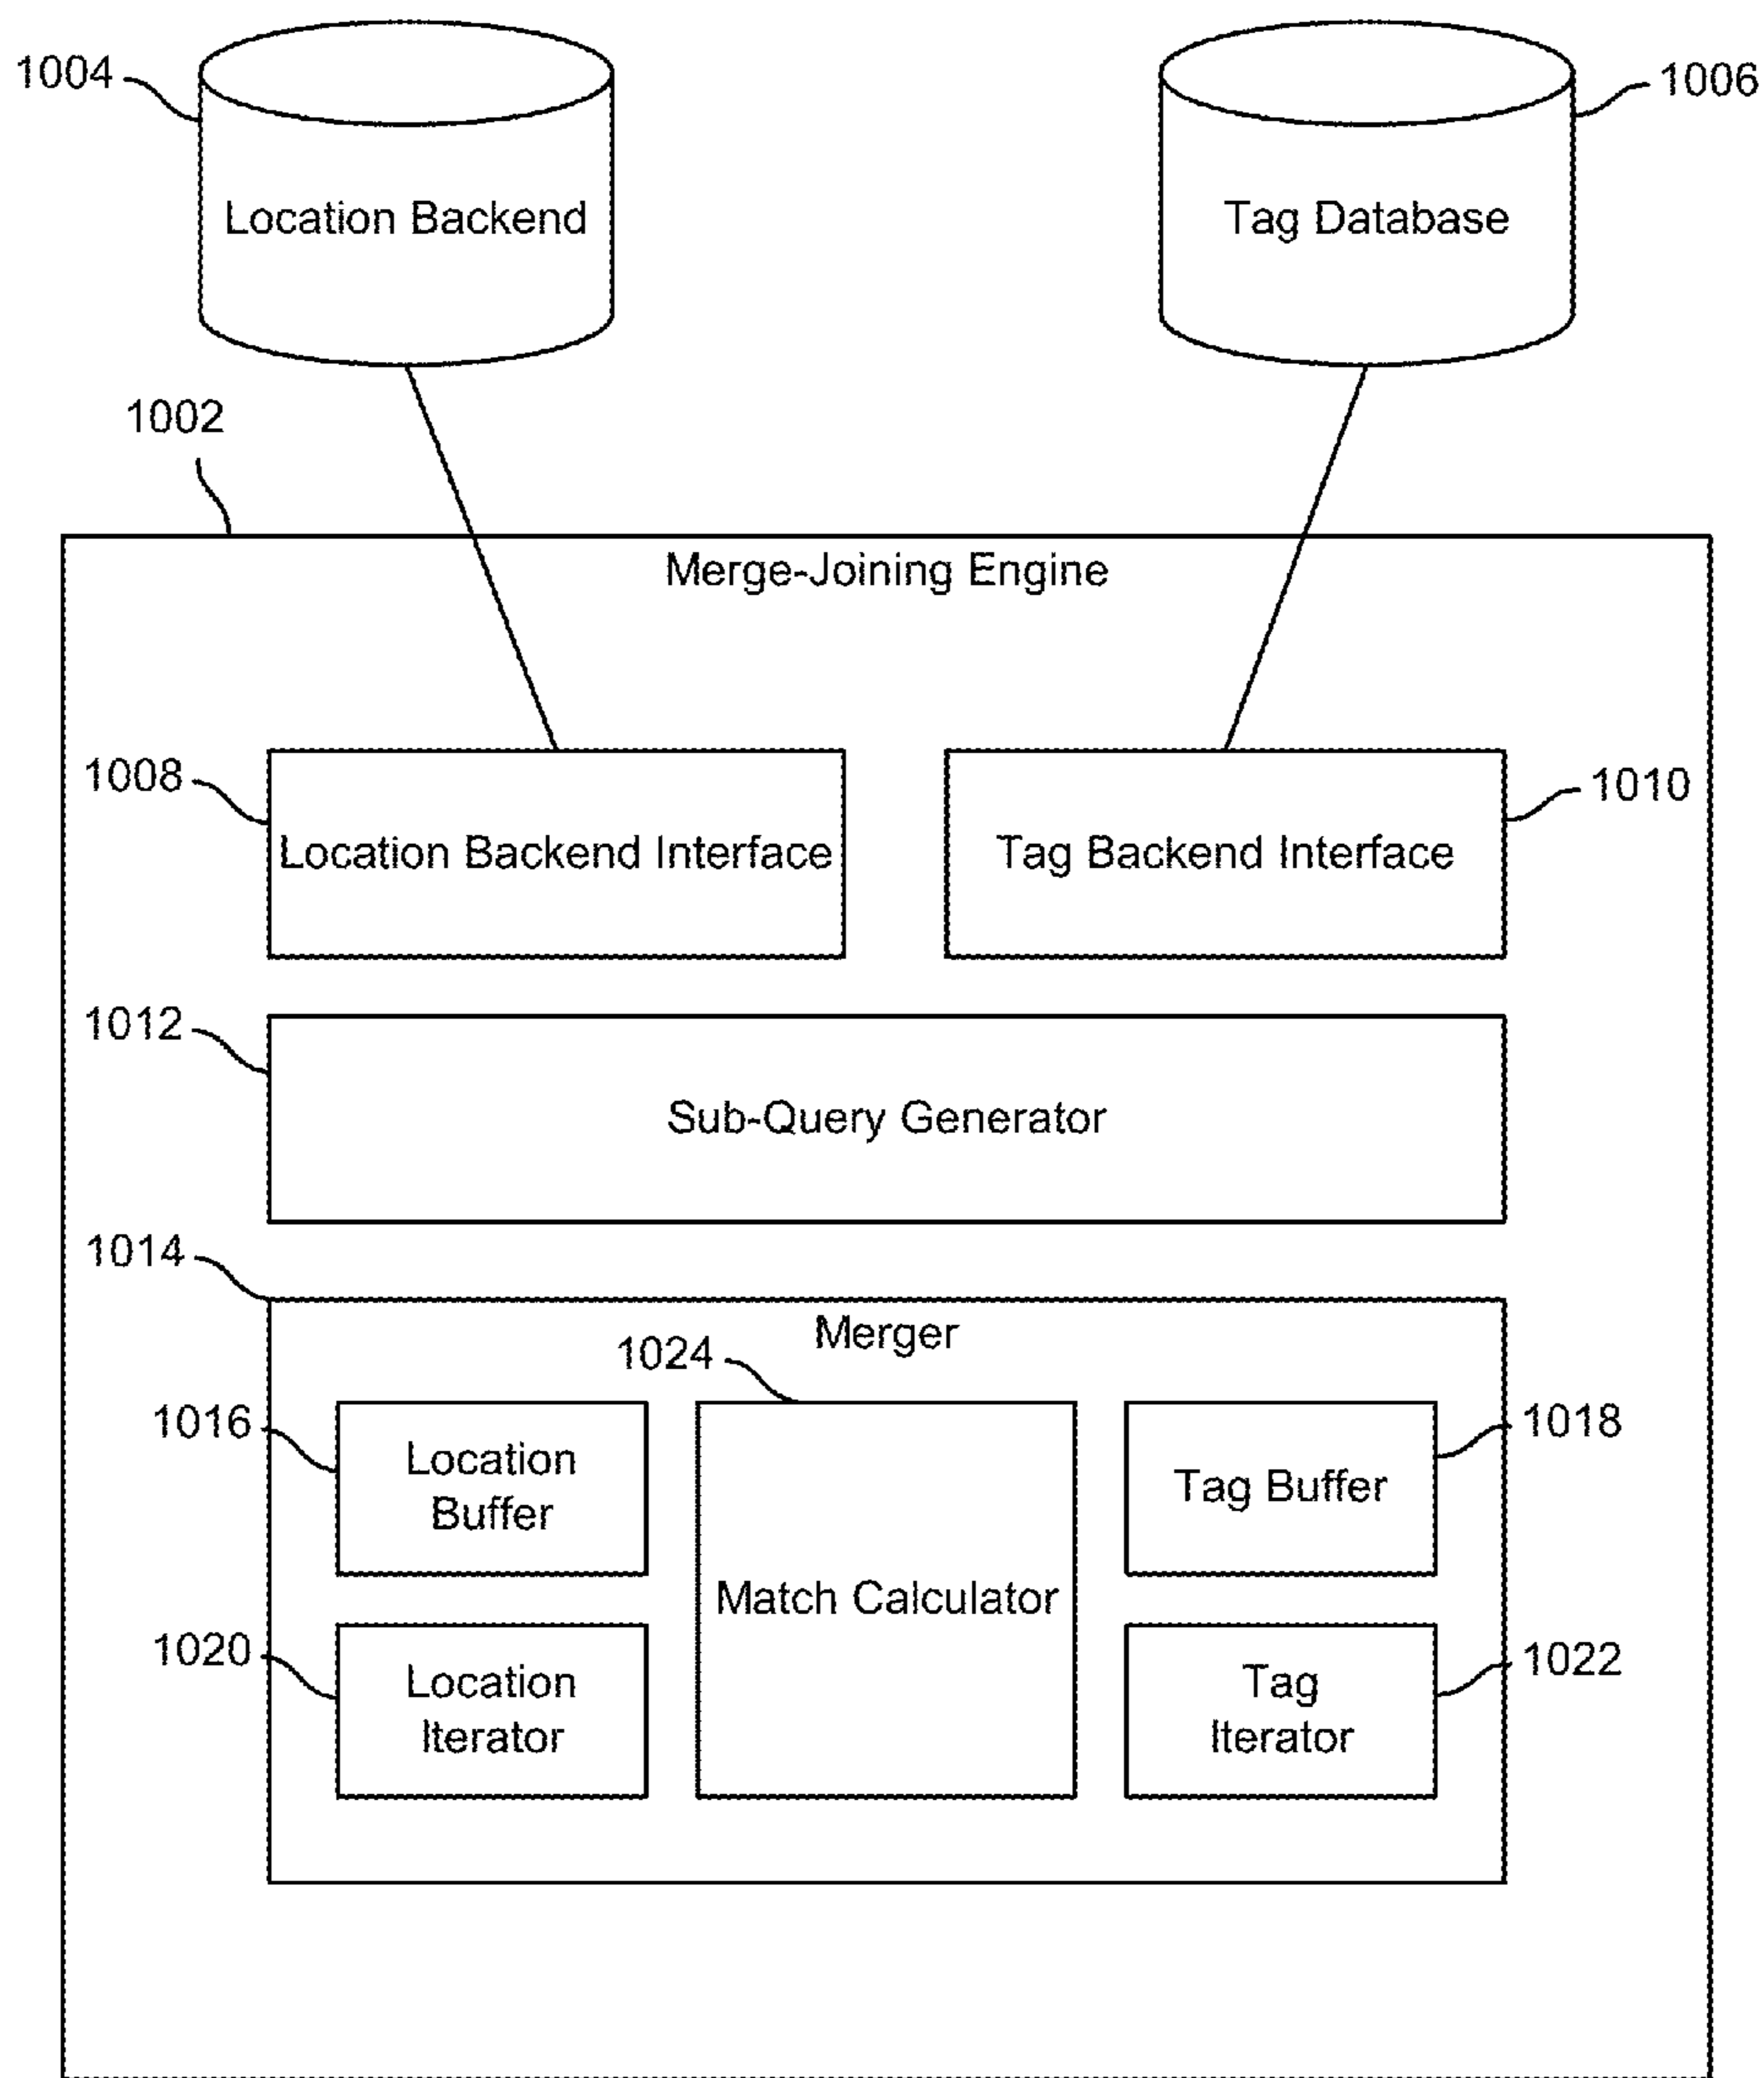 1004
1006
Location Backend
Tag Database
1002
Merge-Joining Engine
1008
1010
Location Backend Interface
Tag Backend Interface
1012
Sub-Query Generator
1014
Merger
1024
1016
1018
Location
Buffer
Tag Buffer
Match Calculator
1020
1022
Location
Iterator
Tag
Iterator